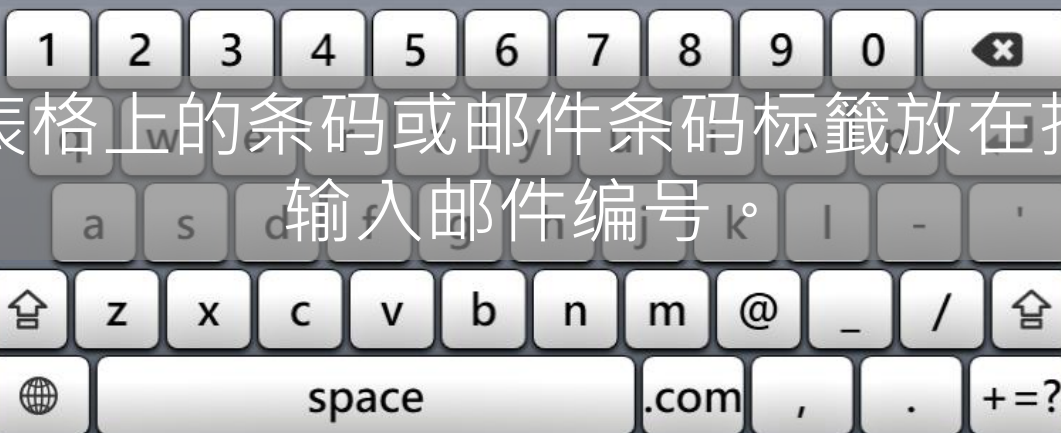 1 2 3 4 5 6 7 8 9 0
q w e r t y u i o p
表格上的条码或邮件条码标籤放在
a s d f g h j k l - '
输入邮件编号。
z x c v b n m @ _ /
space .com , . +=?